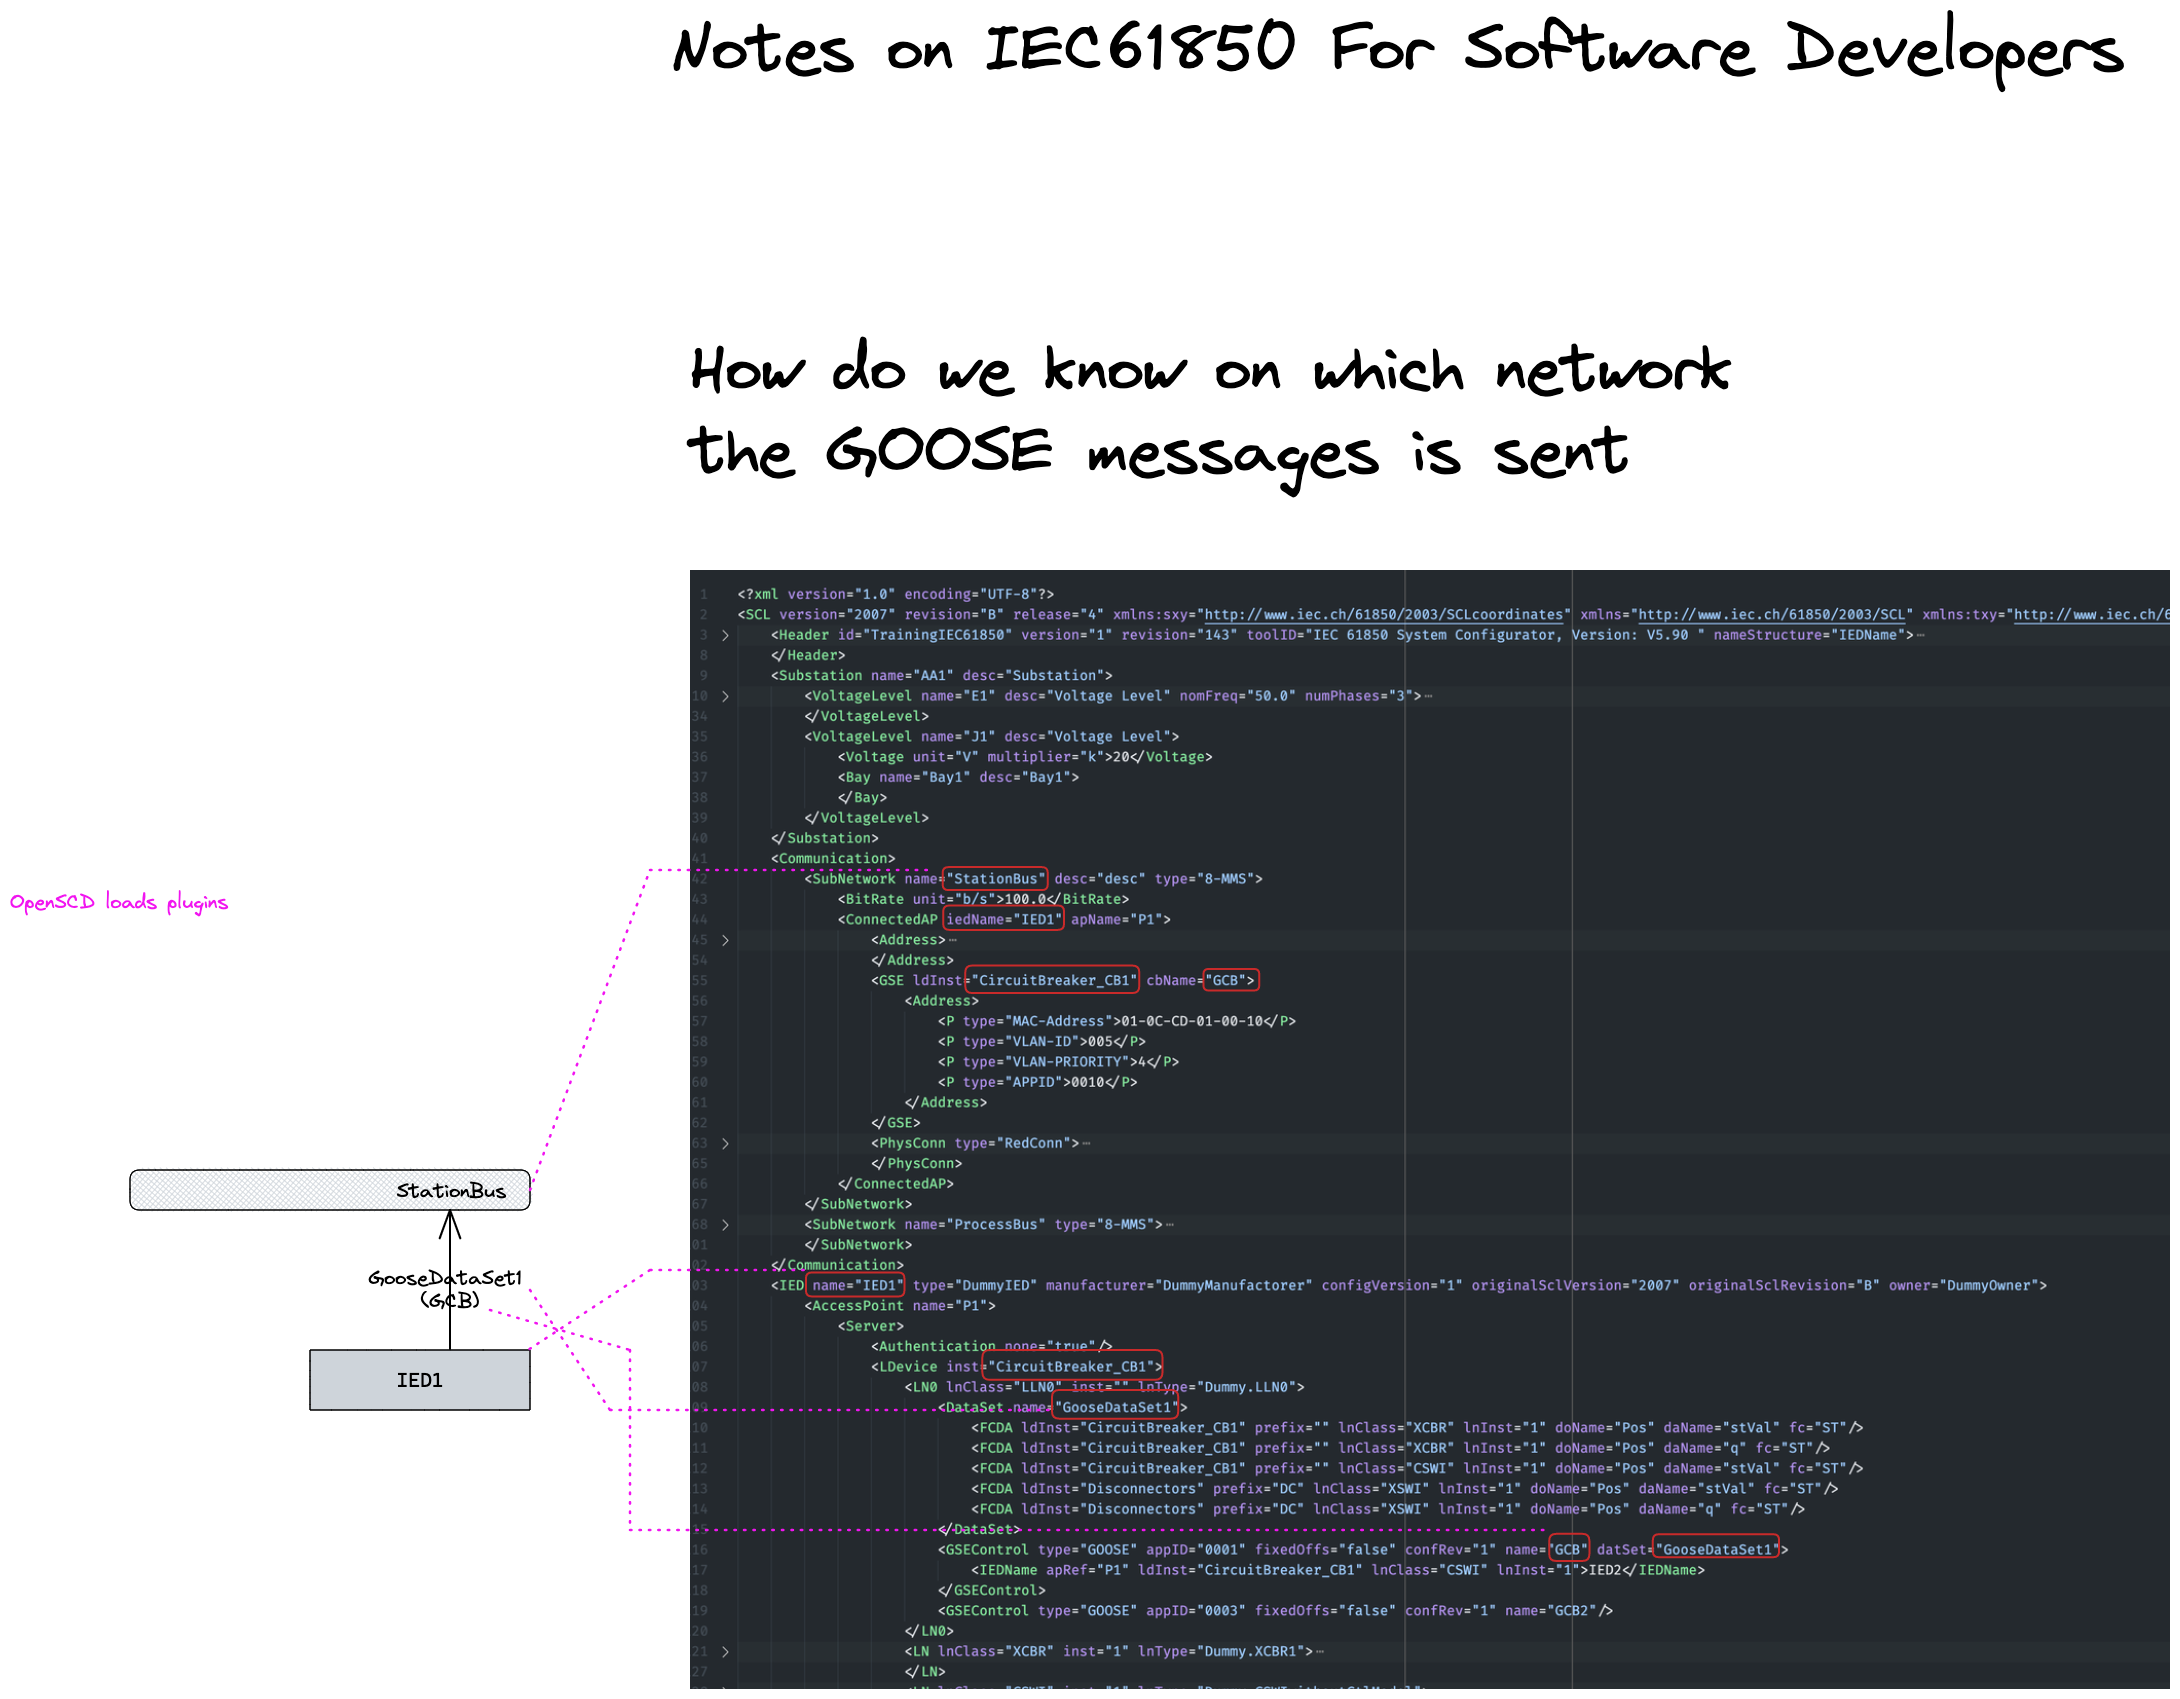 Notes on IEC61850 For Software Developers
How do we know on which network
the GOOSE messages is sent
OpenSCD loads plugins
StationBus
GooseDataSet1
(GCB)
IED1
1 <?xml version="1.0" encoding="UTF-8"?>
2 <SCL version="2007" revision="B" release="4" xmlns:sxy="http://www.iec.ch/61850/2003/SCLcoordinates" xmlns="http://www.iec.ch/61850/2003/SCL" xmlns:txy="http://www.iec.ch/6
3 <Header id="TrainingIEC61850" version="1" revision="143" toolID="IEC 61850 System Configurator, Version: V5.90 " nameStructure="IEDName">⋯
8 </Header>
9 <Substation name="AA1" desc="Substation">
10 <VoltageLevel name="E1" desc="Voltage Level" nomFreq="50.0" numPhases="3">⋯
34 </VoltageLevel>
35 <VoltageLevel name="J1" desc="Voltage Level">
36 <Voltage unit="V" multiplier="k">20</Voltage>
37 <Bay name="Bay1" desc="Bay1">
38 </Bay>
39 </VoltageLevel>
40 </Substation>
41 <Communication>
42 <SubNetwork name="StationBus" desc="desc" type="8-MMS">
43 <BitRate unit="b/s">100.0</BitRate>
44 <ConnectedAP iedName="IED1" apName="P1">
45 <Address>⋯
54 </Address>
55 <GSE ldInst="CircuitBreaker_CB1" cbName="GCB">
56 <Address>
57 <P type="MAC-Address">01-0C-CD-01-00-10</P>
58 <P type="VLAN-ID">005</P>
59 <P type="VLAN-PRIORITY">4</P>
60 <P type="APPID">0010</P>
61 </Address>
62 </GSE>
63 <PhysConn type="RedConn">⋯
65 </PhysConn>
66 </ConnectedAP>
67 </SubNetwork>
68 <SubNetwork name="ProcessBus" type="8-MMS">⋯
01 </SubNetwork>
02 </Communication>
03 <IED name="IED1" type="DummyIED" manufacturer="DummyManufactorer" configVersion="1" originalSclVersion="2007" originalSclRevision="B" owner="DummyOwner">
04 <AccessPoint name="P1">
05 <Server>
06 <Authentication none="true"/>
07 <LDevice inst="CircuitBreaker_CB1">
08 <LN0 lnClass="LLN0" inst="" lnType="Dummy.LLN0">
09 <DataSet name="GooseDataSet1">
10 <FCDA ldInst="CircuitBreaker_CB1" prefix="" lnClass="XCBR" lnInst="1" doName="Pos" daName="stVal" fc="ST"/>
11 <FCDA ldInst="CircuitBreaker_CB1" prefix="" lnClass="XCBR" lnInst="1" doName="Pos" daName="q" fc="ST"/>
12 <FCDA ldInst="CircuitBreaker_CB1" prefix="" lnClass="CSWI" lnInst="1" doName="Pos" daName="stVal" fc="ST"/>
13 <FCDA ldInst="Disconnectors" prefix="DC" lnClass="XSWI" lnInst="1" doName="Pos" daName="stVal" fc="ST"/>
14 <FCDA ldInst="Disconnectors" prefix="DC" lnClass="XSWI" lnInst="1" doName="Pos" daName="q" fc="ST"/>
15 </DataSet>
16 <GSEControl type="GOOSE" appID="0001" fixedOffs="false" confRev="1" name="GCB" datSet="GooseDataSet1">
17 <IEDName apRef="P1" ldInst="CircuitBreaker_CB1" lnClass="CSWI" lnInst="1">IED2</IEDName>
18 </GSEControl>
19 <GSEControl type="GOOSE" appID="0003" fixedOffs="false" confRev="1" name="GCB2"/>
20 </LN0>
21 <LN lnClass="XCBR" inst="1" lnType="Dummy.XCBR1">⋯
27 </LN>